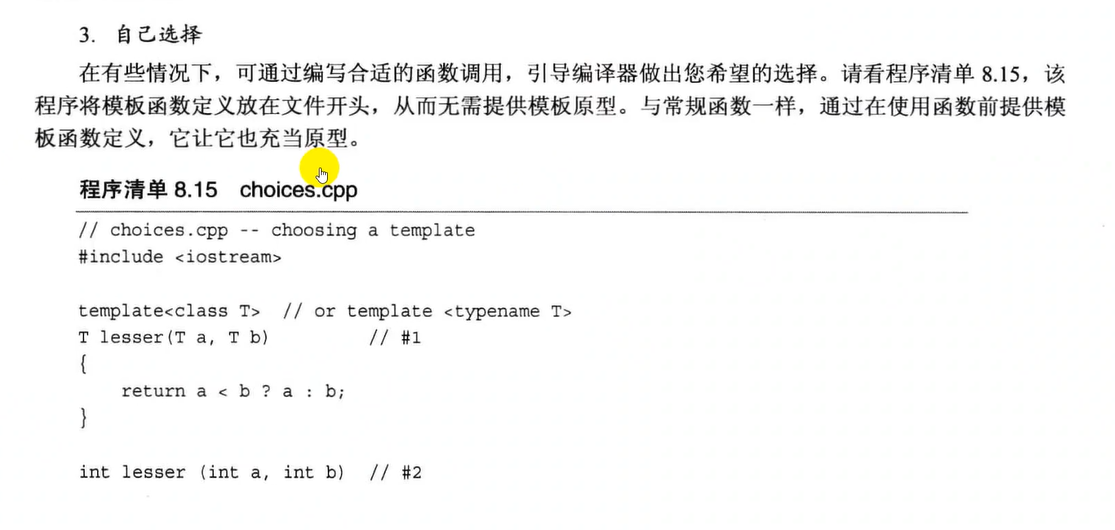 3. 自己选择
在有些情况下，可通过编写合适的函数调用，引导编译器做出您希望的选择。请看程序清单 8.15，该
程序将模板函数定义放在文件开头，从而无需提供模板原型。与常规函数一样，通过在使用函数前提供模
板函数定义，它让它也充当原型。
程序清单 8.15 choices.cpp
// choices.cpp -- choosing a template
#include <iostream>
template<class T> // or template <typename T>
T lesser(T a, T b) // #1
{
return a < b ? a : b;
}
int lesser (int a, int b) // #2